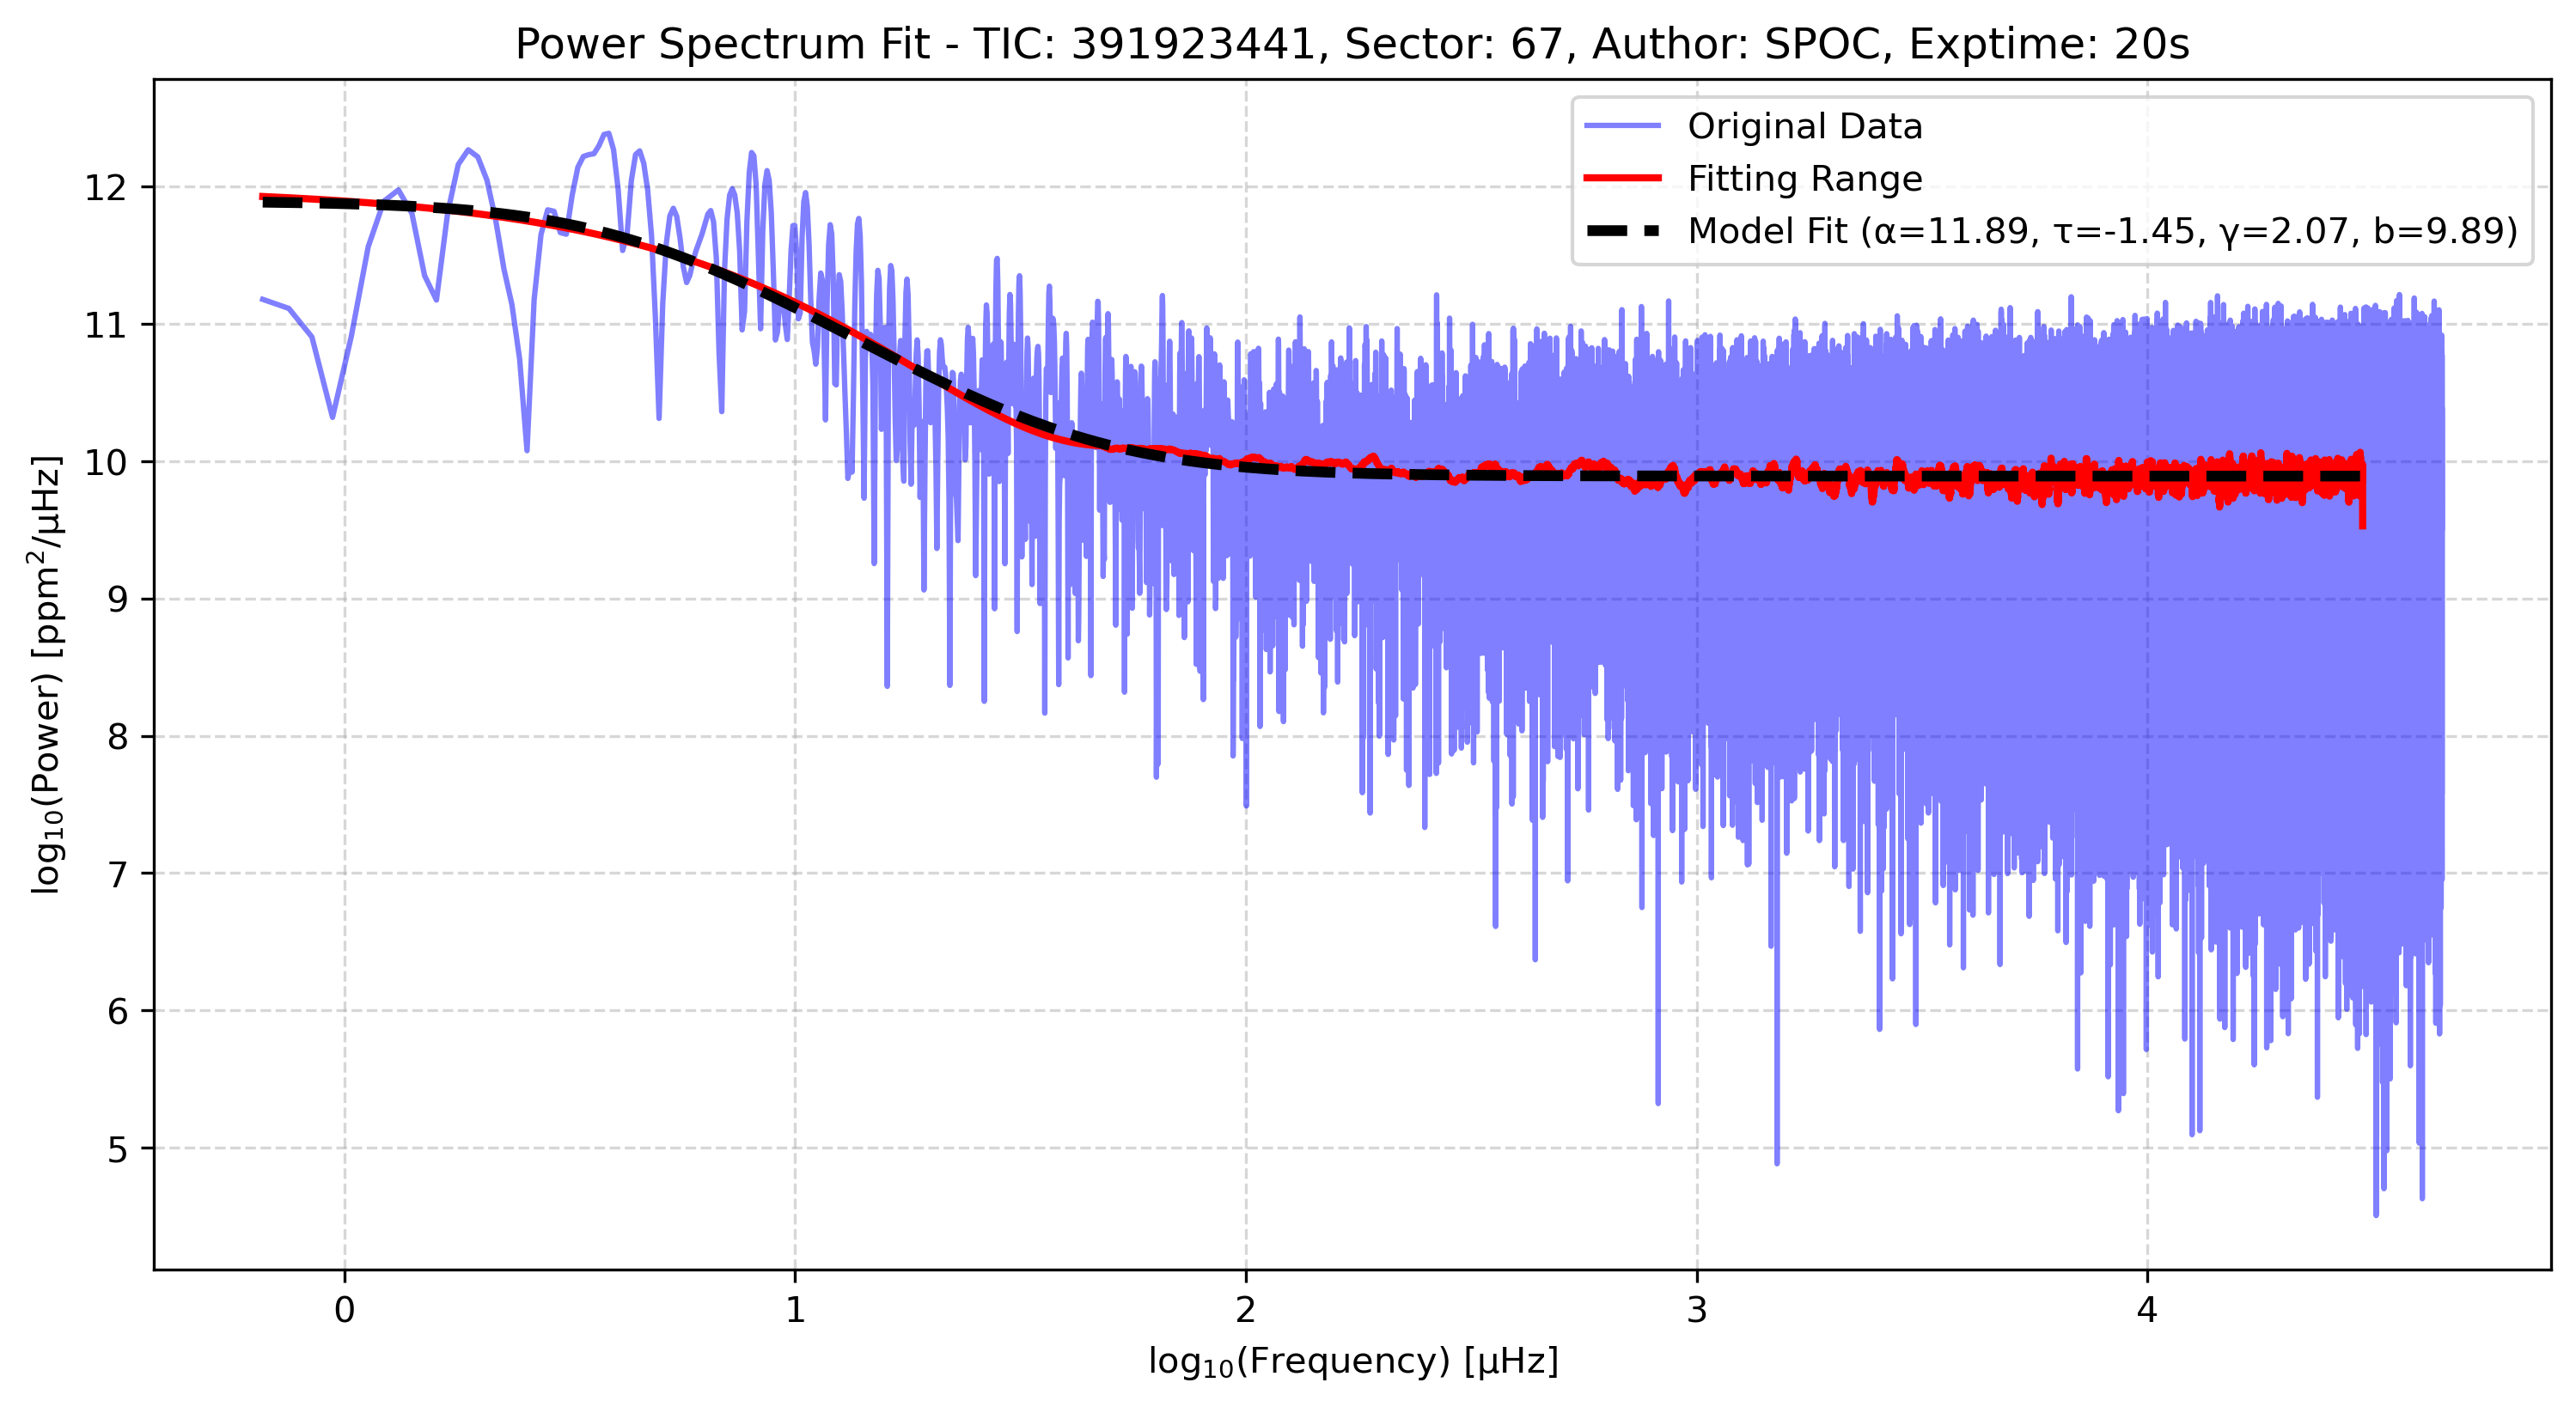 Power Spectrum Fit - TIC: 391923441, Sector: 67, Author: SPOC, Exptime: 20s
Original Data
Fitting Range
Model Fit (α=11.89, τ=-1.45, γ=2.07, b=9.89)
log₁₀(Power) [ppm²/μHz]
12
11
10
9
8
7
6
5
0 1 2 3 4
log₁₀(Frequency) [μHz]